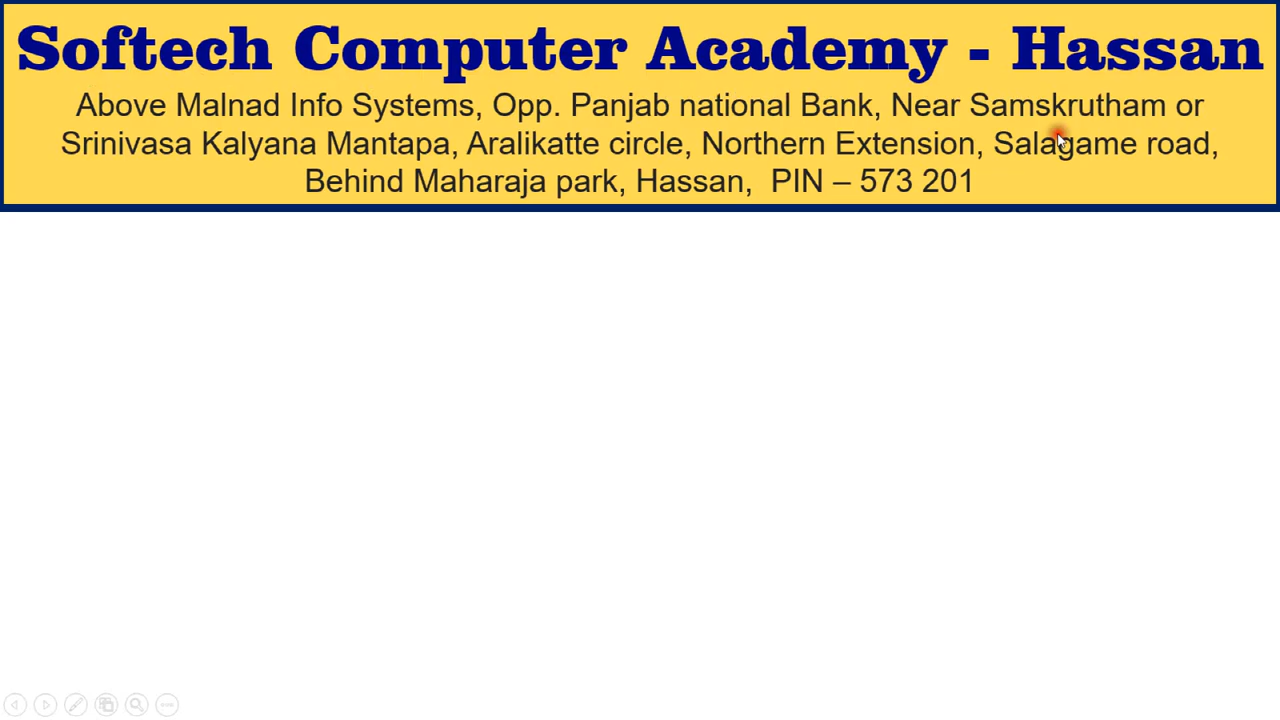 Softech Computer Academy - Hassan
Above Malnad Info Systems, Opp. Panjab national Bank, Near Samskrutham or
Srinivasa Kalyana Mantapa, Aralikatte circle, Northern Extension, Salagame road,
Behind Maharaja park, Hassan,  PIN – 573 201